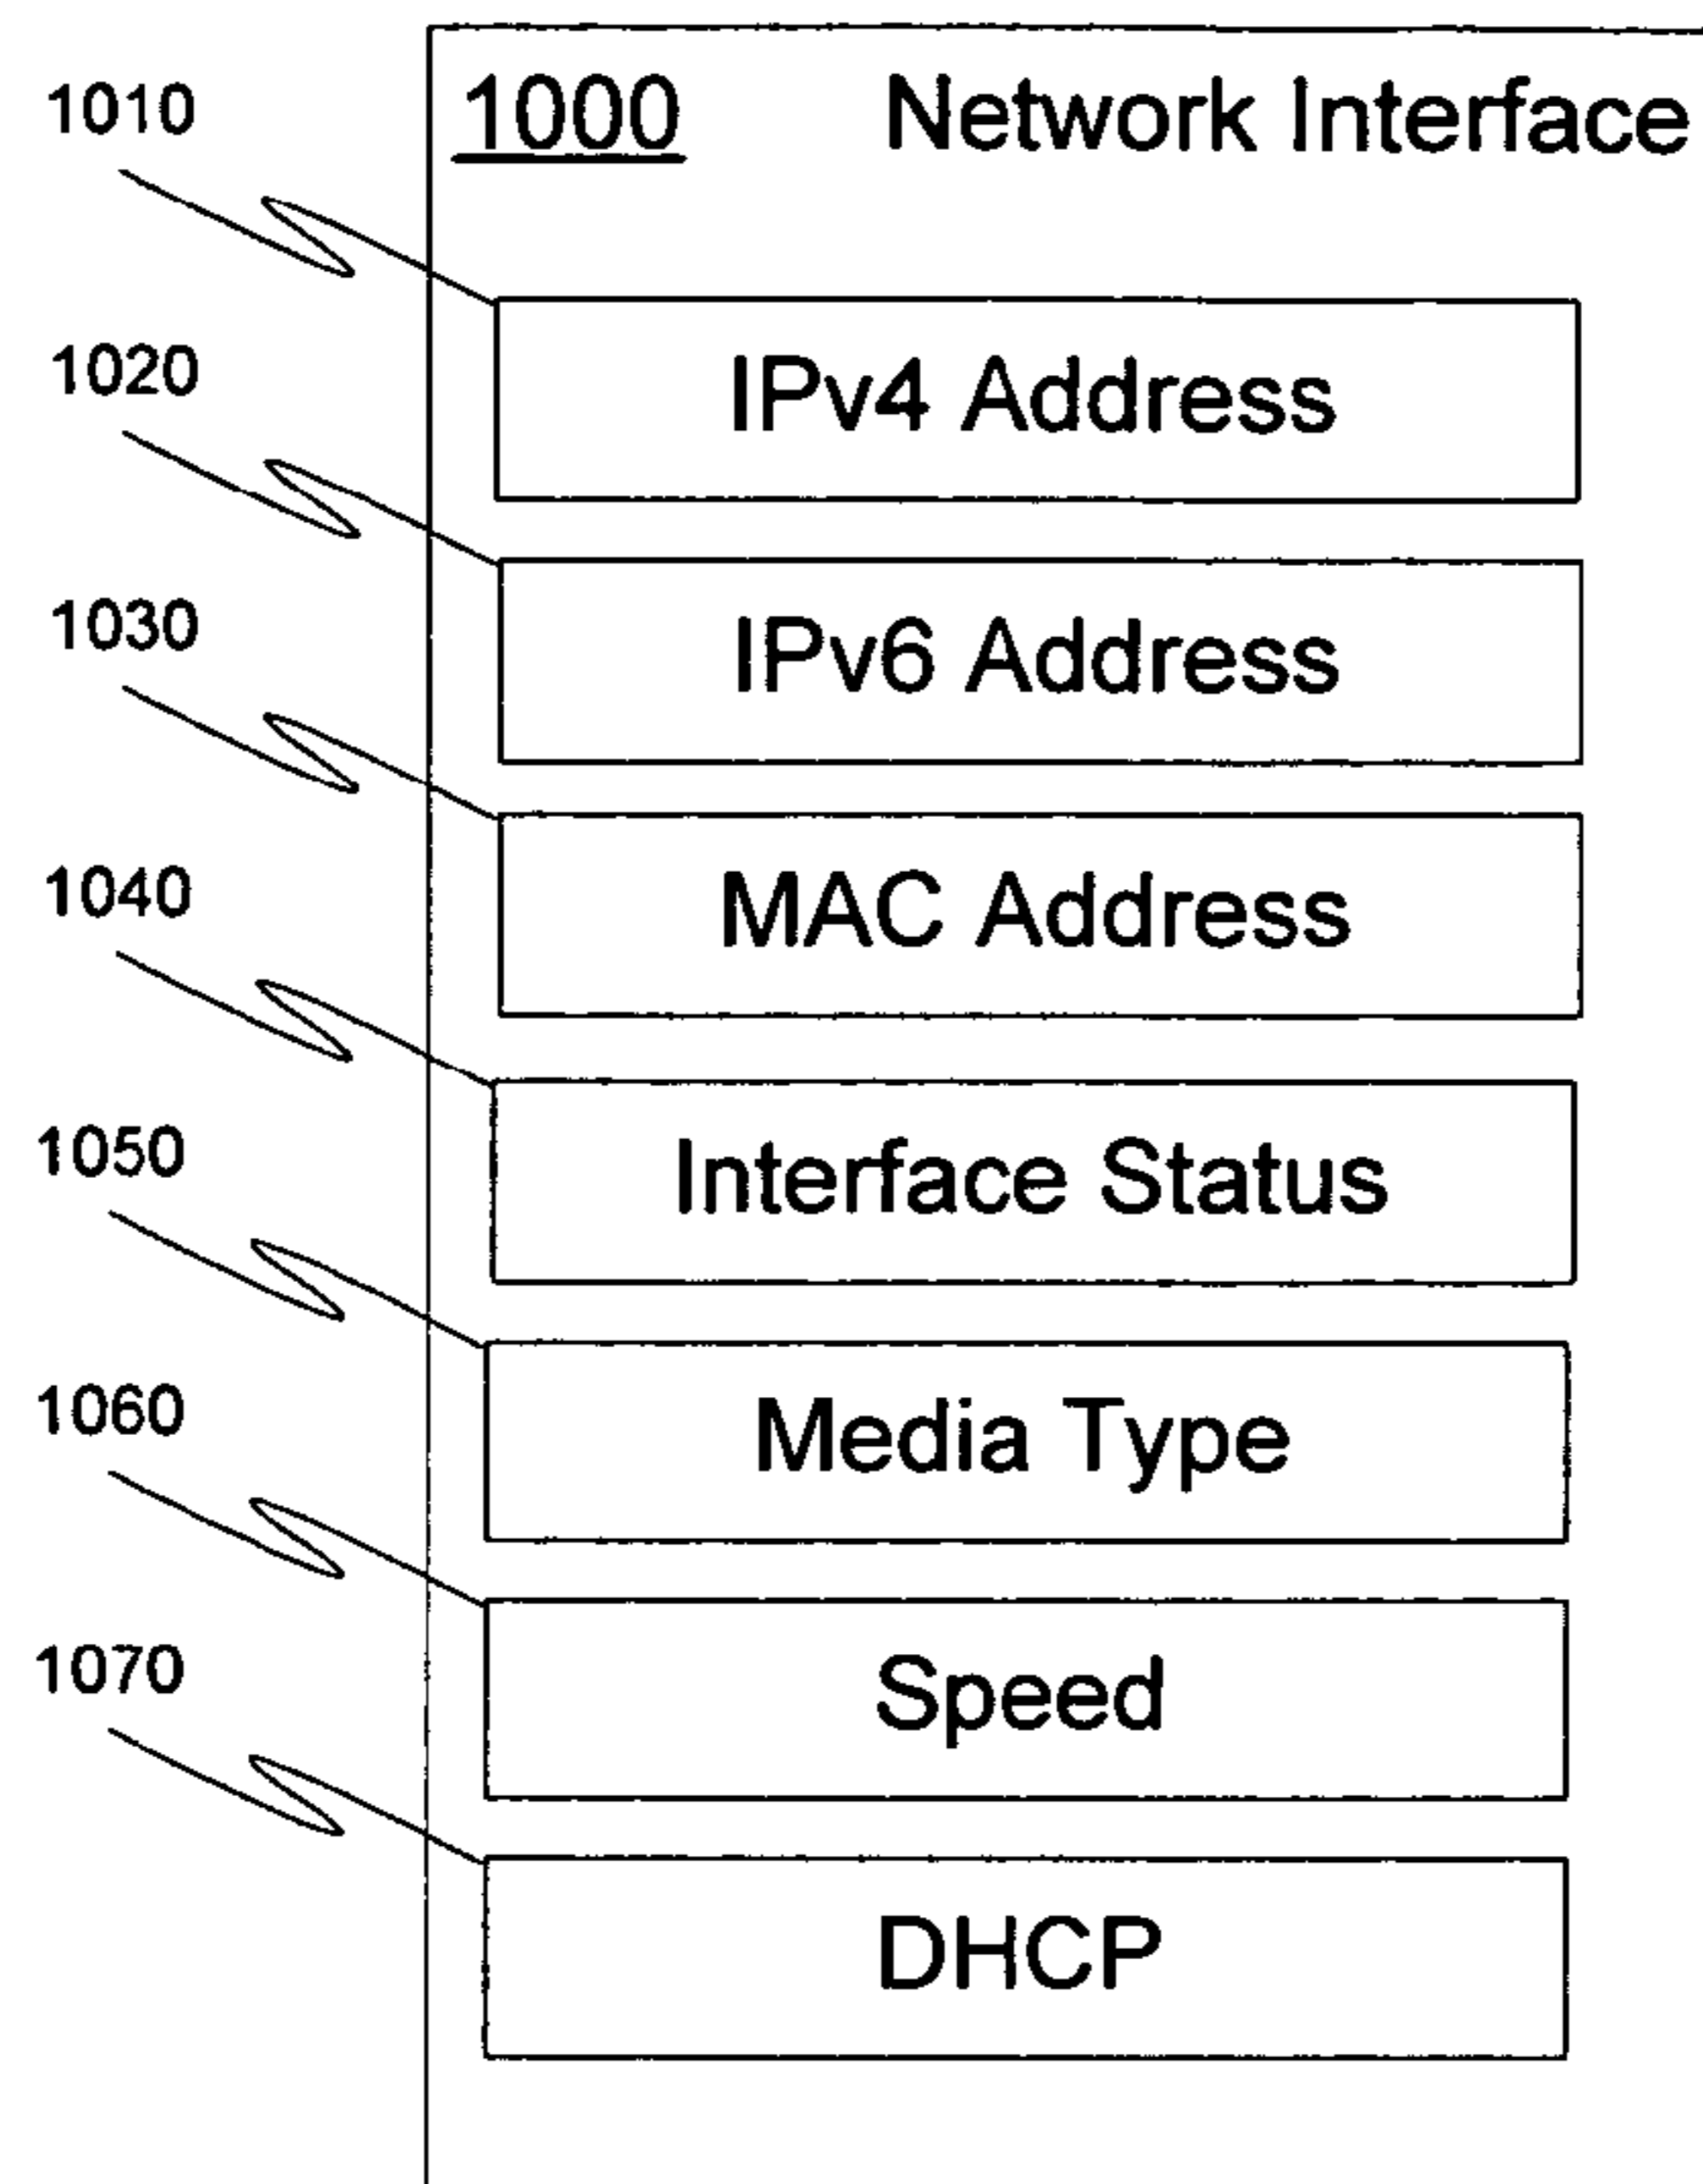 1010
1000 Network Interface
1020
IPv4 Address
1030
IPv6 Address
1040
MAC Address
1050
Interface Status
1060
Media Type
1070
Speed
DHCP